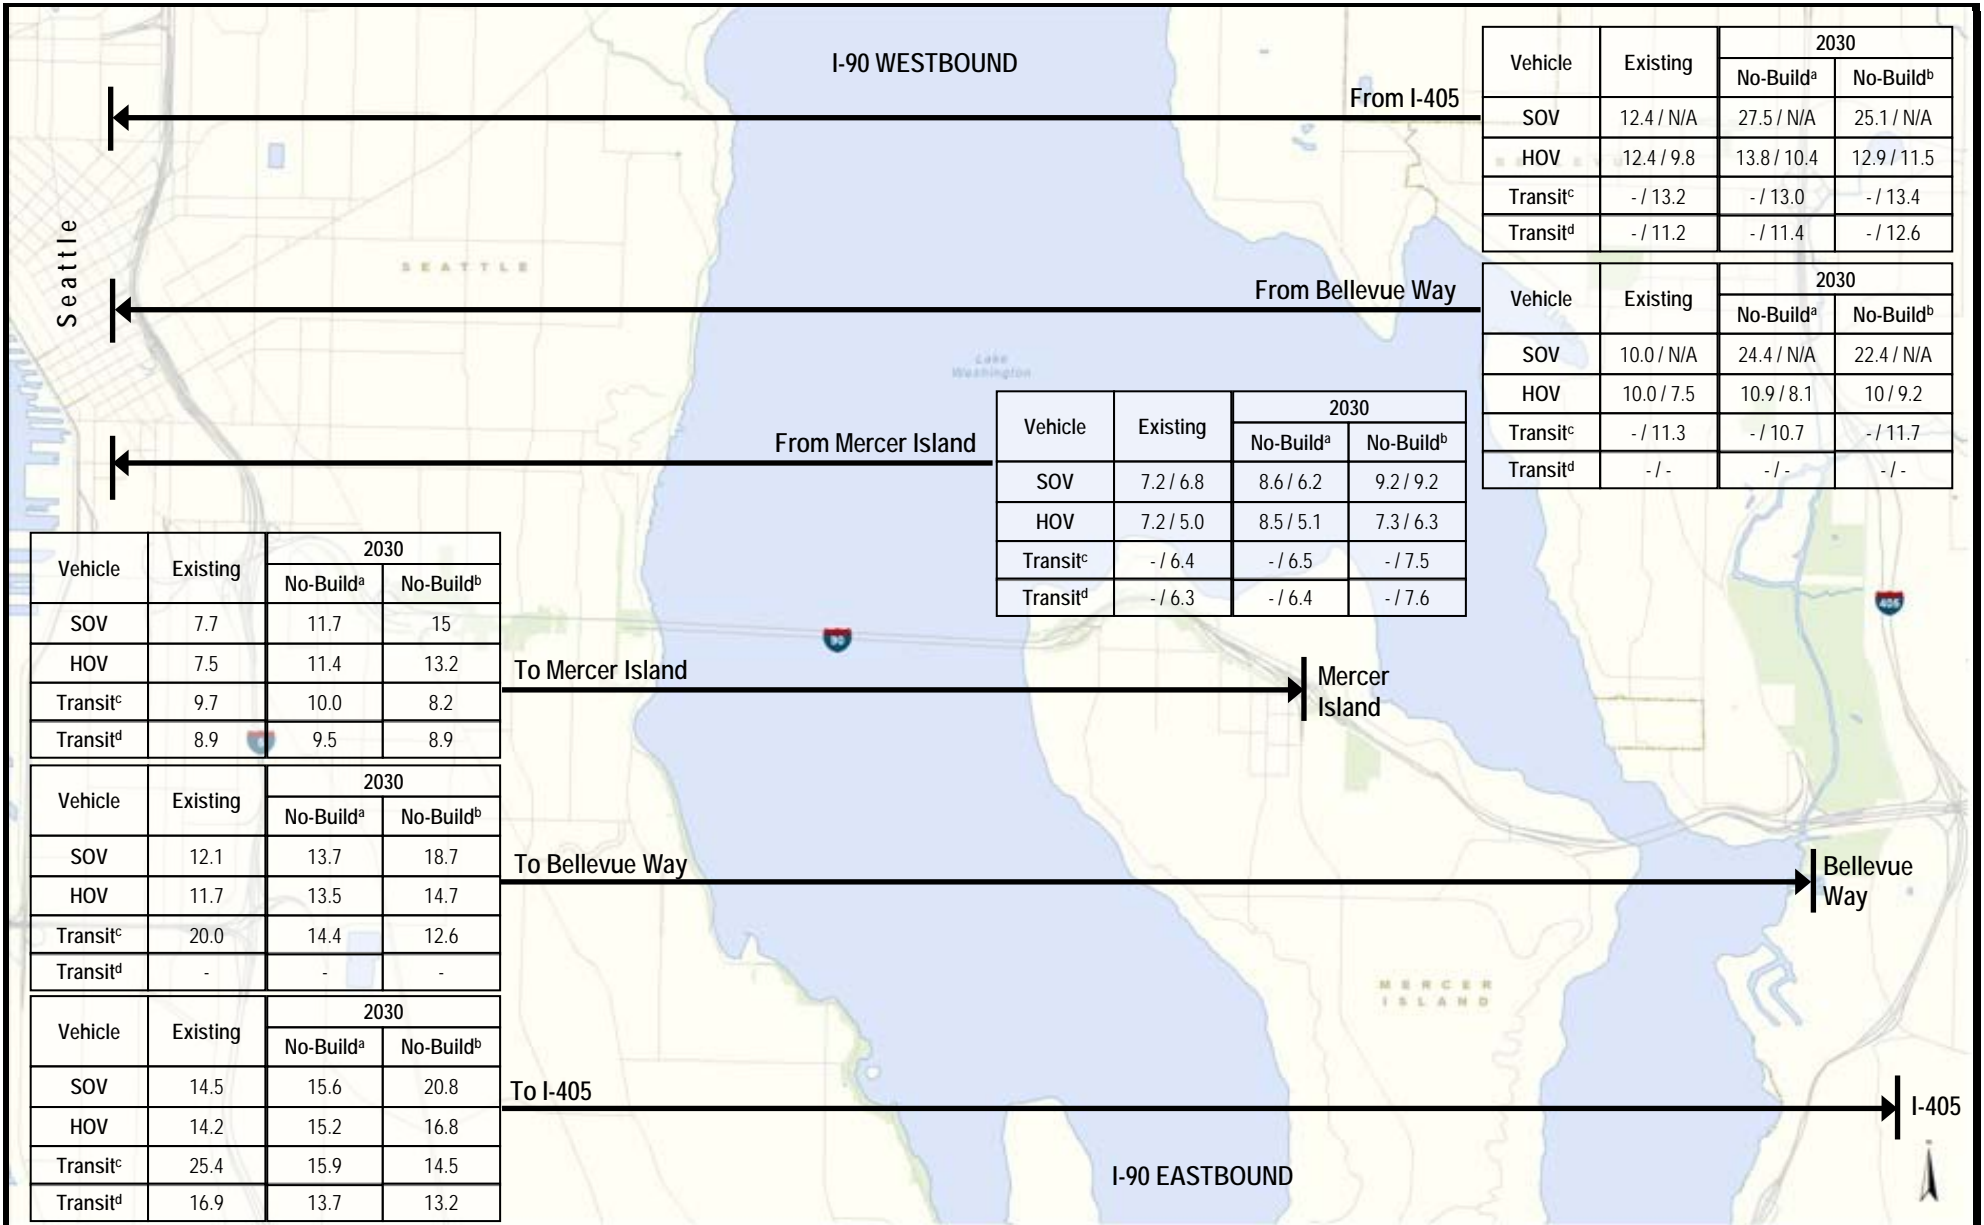 I-90 WESTBOUND
From I-405
Vehicle Existing 2030
No-Buildᵃ No-Buildᵇ
SOV 12.4 / N/A 27.5 / N/A 25.1 / N/A
HOV 12.4 / 9.8 13.8 / 10.4 12.9 / 11.5
Transitᶜ - / 13.2 - / 13.0 - / 13.4
Transitᵈ - / 11.2 - / 11.4 - / 12.6
Seattle
SEATTLE
From Bellevue Way
Vehicle Existing 2030
No-Buildᵃ No-Buildᵇ
SOV 10.0 / N/A 24.4 / N/A 22.4 / N/A
HOV 10.0 / 7.5 10.9 / 8.1 10 / 9.2
Transitᶜ - / 11.3 - / 10.7 - / 11.7
Transitᵈ - / - - / - - / -
Lake
Washington
From Mercer Island
Vehicle Existing 2030
No-Buildᵃ No-Buildᵇ
SOV 7.2 / 6.8 8.6 / 6.2 9.2 / 9.2
HOV 7.2 / 5.0 8.5 / 5.1 7.3 / 6.3
Transitᶜ - / 6.4 - / 6.5 - / 7.5
Transitᵈ - / 6.3 - / 6.4 - / 7.6
Vehicle Existing 2030
No-Buildᵃ No-Buildᵇ
SOV 7.7 11.7 15
HOV 7.5 11.4 13.2
Transitᶜ 9.7 10.0 8.2
Transitᵈ 8.9 9.5 8.9
To Mercer Island
Mercer
Island
90
405
Vehicle Existing 2030
No-Buildᵃ No-Buildᵇ
SOV 12.1 13.7 18.7
HOV 11.7 13.5 14.7
Transitᶜ 20.0 14.4 12.6
Transitᵈ - - -
To Bellevue Way
Bellevue
Way
MERCER
ISLAND
Vehicle Existing 2030
No-Buildᵃ No-Buildᵇ
SOV 14.5 15.6 20.8
HOV 14.2 15.2 16.8
Transitᶜ 25.4 15.9 14.5
Transitᵈ 16.9 13.7 13.2
To I-405
I-405
I-90 EASTBOUND